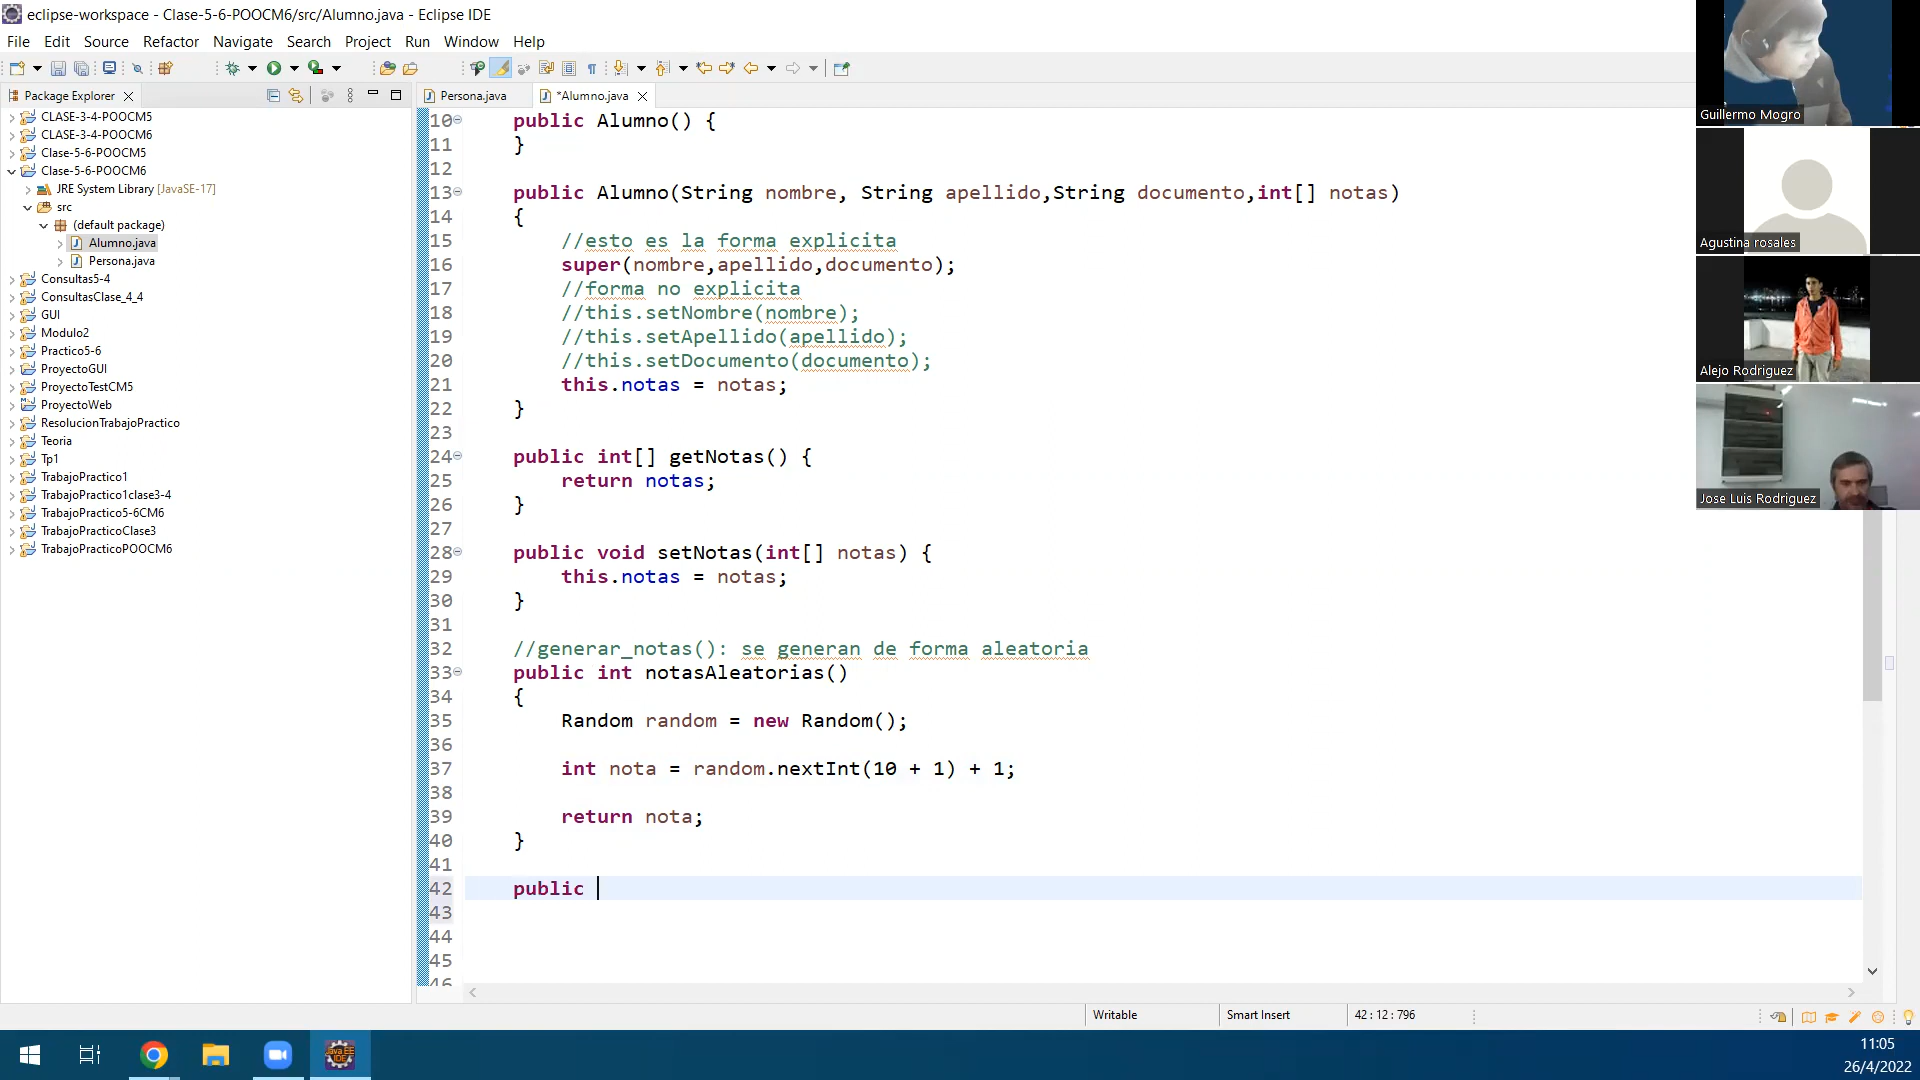 eclipse-workspace - Clase-5-6-POOCM6/src/Alumno.java - Eclipse IDE
File Edit Source Refactor Navigate Search Project Run Window Help
Package Explorer
Persona.java
*Alumno.java
CLASE-3-4-POOCM5
CLASE-3-4-POOCM6
Clase-5-6-POOCM5
Clase-5-6-POOCM6
JRE System Library [JavaSE-17]
src
(default package)
Alumno.java
Persona.java
Consultas5-4
ConsultasClase_4_4
GUI
Modulo2
Practico5-6
ProyectoGUI
ProyectoTestCM5
ProyectoWeb
ResolucionTrabajoPractico
Teoria
Tp1
TrabajoPractico1
TrabajoPractico1clase3-4
TrabajoPractico5-6CM6
TrabajoPracticoClase3
TrabajoPracticoPOOCM6
10 public Alumno() {
11 }
12
13 public Alumno(String nombre, String apellido,String documento,int[] notas)
14 {
15 //esto es la forma explicita
16 super(nombre,apellido,documento);
17 //forma no explicita
18 //this.setNombre(nombre);
19 //this.setApellido(apellido);
20 //this.setDocumento(documento);
21 this.notas = notas;
22 }
23
24 public int[] getNotas() {
25 return notas;
26 }
27
28 public void setNotas(int[] notas) {
29 this.notas = notas;
30 }
31
32 //generar_notas(): se generan de forma aleatoria
33 public int notasAleatorias()
34 {
35 Random random = new Random();
36
37 int nota = random.nextInt(10 + 1) + 1;
38
39 return nota;
40 }
41
42 public
43
44
45
46
Guillermo Mogro
Agustina rosales
Alejo Rodriguez
Jose Luis Rodriguez
Writable
Smart Insert
42 : 12 : 796
Java EE
IDE
11:05
26/4/2022